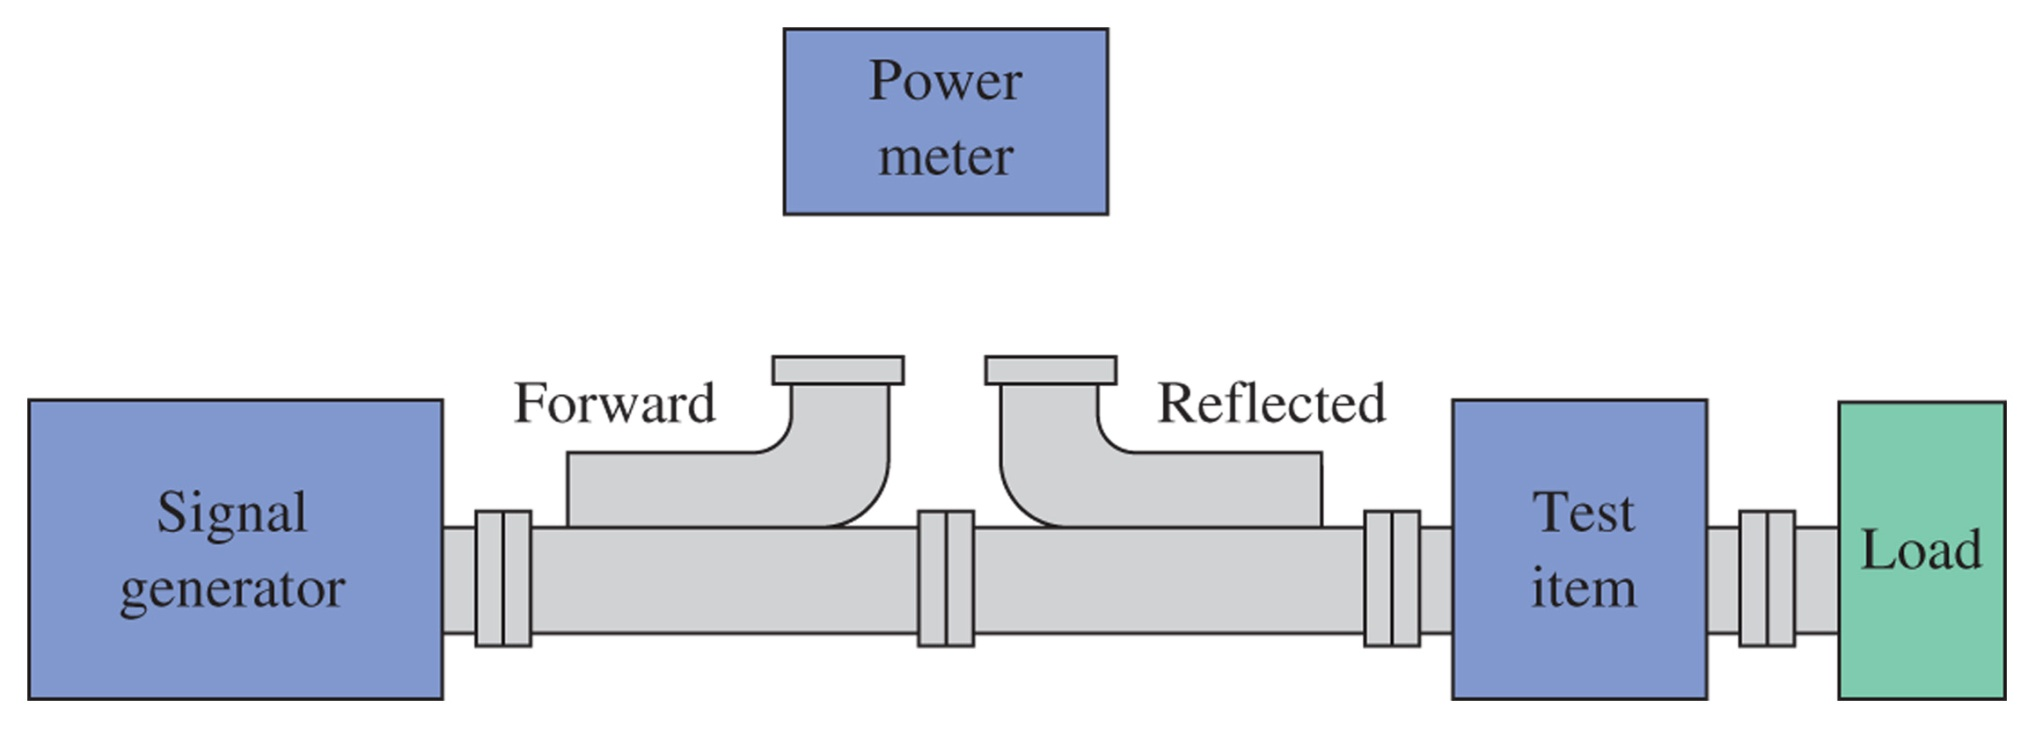 Power
meter
Forward
Reflected
Signal
generator
Test
item
Load